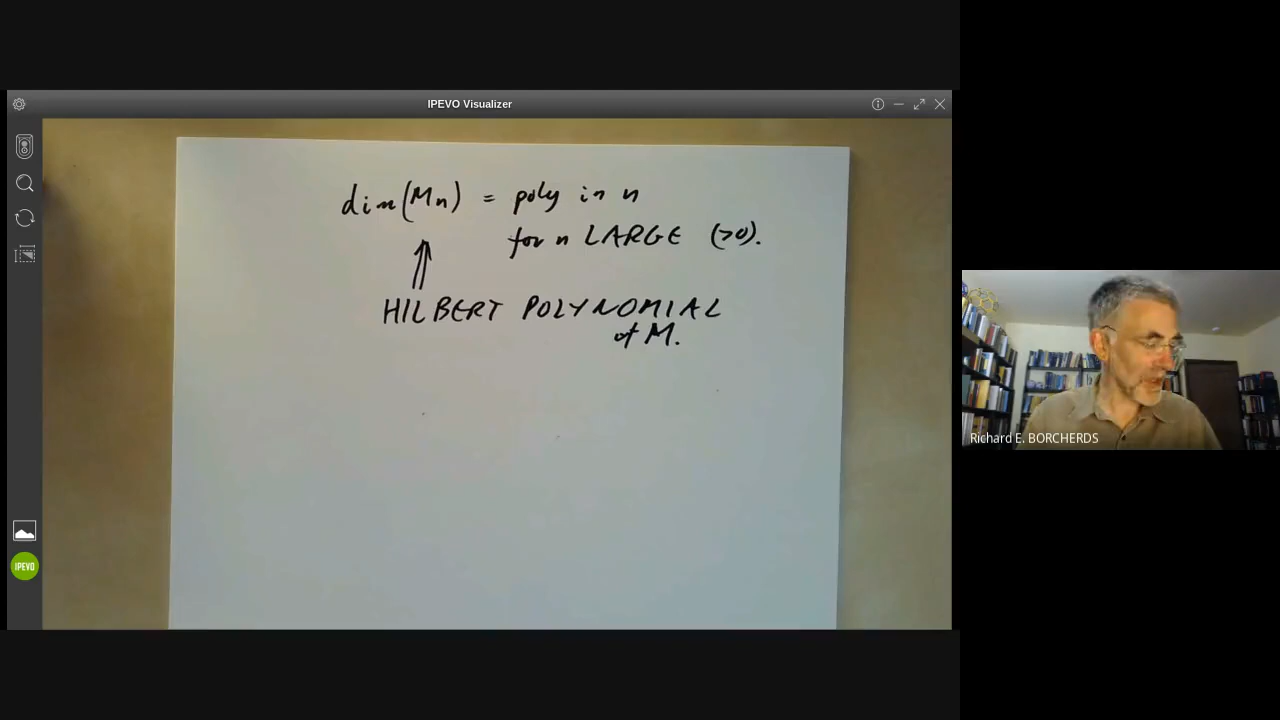 IPEVO Visualizer
dim(Mn) = poly in n
for n LARGE (>0).
HILBERT POLYNOMIAL
of M.
IPEVO
Richard E. BORCHERDS